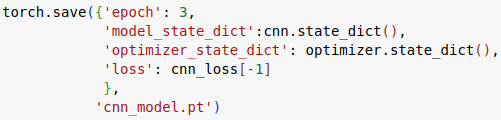 torch.save({'epoch': 3,
'model_state_dict':cnn.state_dict(),
'optimizer_state_dict': optimizer.state_dict(),
'loss': cnn_loss[-1]
},
'cnn_model.pt')